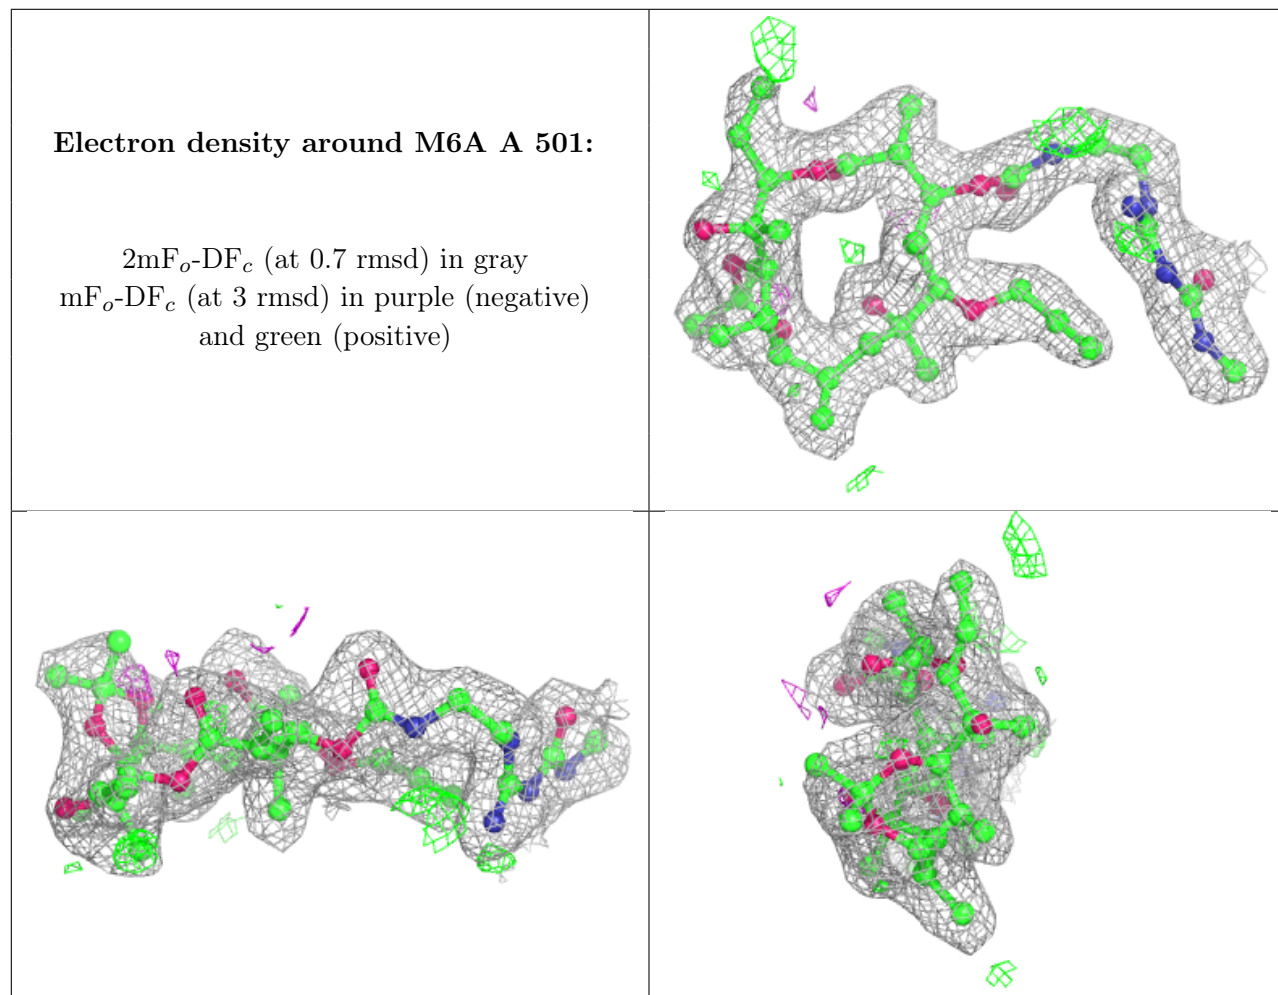 Electron density around M6A A 501:
2mFo-DFc (at 0.7 rmsd) in gray
mFo-DFc (at 3 rmsd) in purple (negative)
and green (positive)